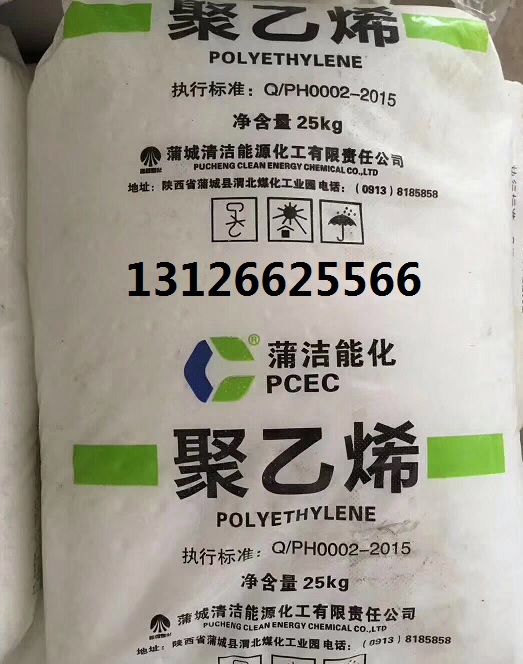 聚乙烯
POLYETHYLENE
执行标准：Q/PH0002-2015
净含量25kg
蒲城清洁能源化工有限责任公司
PUCHENG CLEAN ENERGY CHEMICAL CO.,LTD
地址：陕西省蒲城县渭北煤化工业园 电话：（0913）8185858
13126625566
®
蒲洁能化
PCEC
聚乙烯
POLYETHYLENE
执行标准：Q/PH0002-2015
净含量25kg
蒲城清洁能源化工有限责任公司
PUCHENG CLEAN ENERGY CHEMICAL CO.,LTD
地址：陕西省蒲城县渭北煤化工业园 电话：（0913）8185858